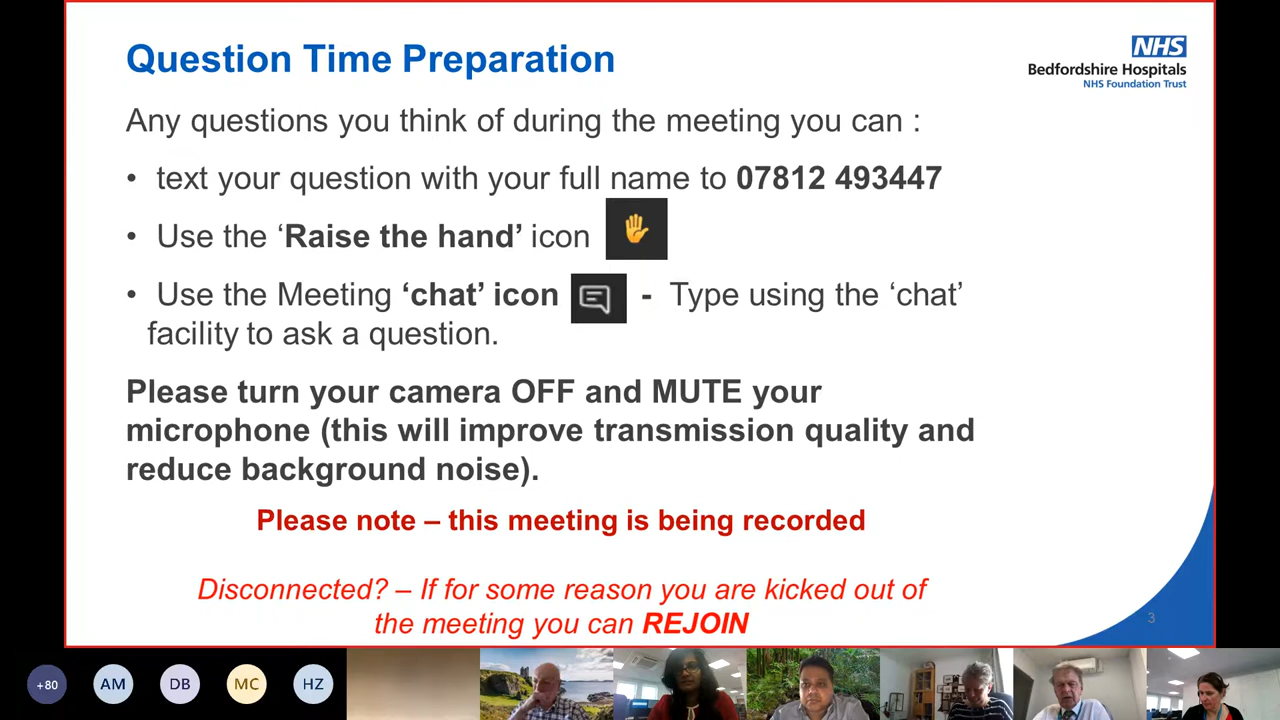 Question Time Preparation
NHS
Bedfordshire Hospitals
NHS Foundation Trust
Any questions you think of during the meeting you can :
• text your question with your full name to 07812 493447
• Use the ‘Raise the hand’ icon
• Use the Meeting ‘chat’ icon - Type using the ‘chat’
facility to ask a question.
Please turn your camera OFF and MUTE your
microphone (this will improve transmission quality and
reduce background noise).
Please note – this meeting is being recorded
Disconnected? – If for some reason you are kicked out of
the meeting you can REJOIN
3
+80 AM DB MC HZ